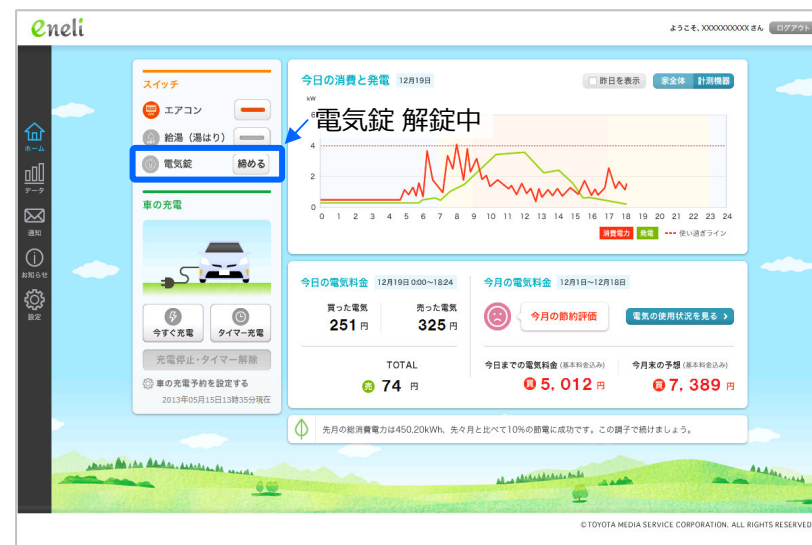 eneli
ようこそ、XXXXXXXXXX さん ログアウト
ホーム
データ
通知
お知らせ
設定
スイッチ
エアコン
給湯（湯はり）
電気錠 締める
電気錠 解錠中
車の充電
今すぐ充電 タイマー充電
充電停止・タイマー解除
車の充電予約を設定する
2013年05月15日13時35分現在
今日の消費と発電 12月19日 昨日を表示 家全体 計測機器
kW
6
4
2
0
0 1 2 3 4 5 6 7 8 9 10 11 12 13 14 15 16 17 18 19 20 21 22 23 24
消費電力 発電 使い過ぎライン
今日の電気料金 12月19日 0:00〜18:24
買った電気 売った電気
251 円 325 円
TOTAL
売 74 円
今月の電気料金 12月1日〜12月18日
今月の節約評価 電気の使用状況を見る
今日までの電気料金 (基本料金込み) 今月末の予想 (基本料金込み)
買 5, 012 円 買 7, 389 円
先月の総消費電力は450.20kWh、先々月と比べて10%の節電に成功です。この調子で続けましょう。
© TOYOTA MEDIA SERVICE CORPORATION. ALL RIGHTS RESERVED